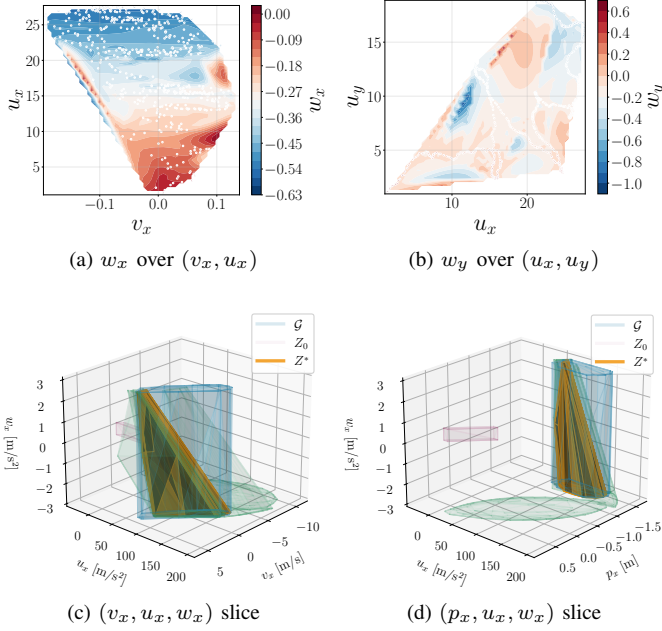 25
20
15
10
5
u_x
−0.1
0.0
0.1
v_x
0.00
−0.09
−0.18
−0.27
−0.36
−0.45
−0.54
−0.63
w_x
15
10
5
u_y
10
20
u_x
0.6
0.4
0.2
0.0
−0.2
−0.4
−0.6
−0.8
−1.0
w_y
(a) w_x over (v_x, u_x)
(b) w_y over (u_x, u_y)
𝒢
Z_0
Z*
3
2
1
0
−1
−2
−3
w_x [m/s²]
0
50
100
150
200
u_x [m/s²]
5
0
−5
−10
v_x [m/s]
𝒢
Z_0
Z*
3
2
1
0
−1
−2
−3
w_x [m/s²]
0
50
100
150
200
u_x [m/s²]
0.5
0.0
−0.5
−1.0
−1.5
p_x [m]
(c) (v_x, u_x, w_x) slice
(d) (p_x, u_x, w_x) slice